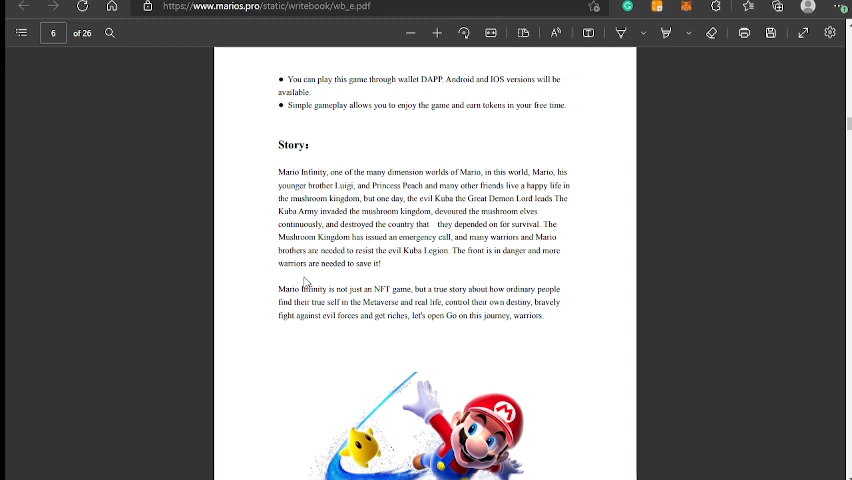 https://www.marios.pro/static/writebook/wb_e.pdf
6 of 26
● You can play this game through wallet DAPP. Android and IOS versions will be
available.
● Simple gameplay allows you to enjoy the game and earn tokens in your free time.
Story：
Mario Infinity, one of the many dimension worlds of Mario, in this world, Mario, his
younger brother Luigi, and Princess Peach and many other friends live a happy life in
the mushroom kingdom, but one day, the evil Kuba the Great Demon Lord leads The
Kuba Army invaded the mushroom kingdom, devoured the mushroom elves
continuously, and destroyed the country that they depended on for survival. The
Mushroom Kingdom has issued an emergency call, and many warriors and Mario
brothers are needed to resist the evil Kuba Legion. The front is in danger and more
warriors are needed to save it!
Mario Infinity is not just an NFT game, but a true story about how ordinary people
find their true self in the Metaverse and real life, control their own destiny, bravely
fight against evil forces and get riches, let's open Go on this journey, warriors.
M